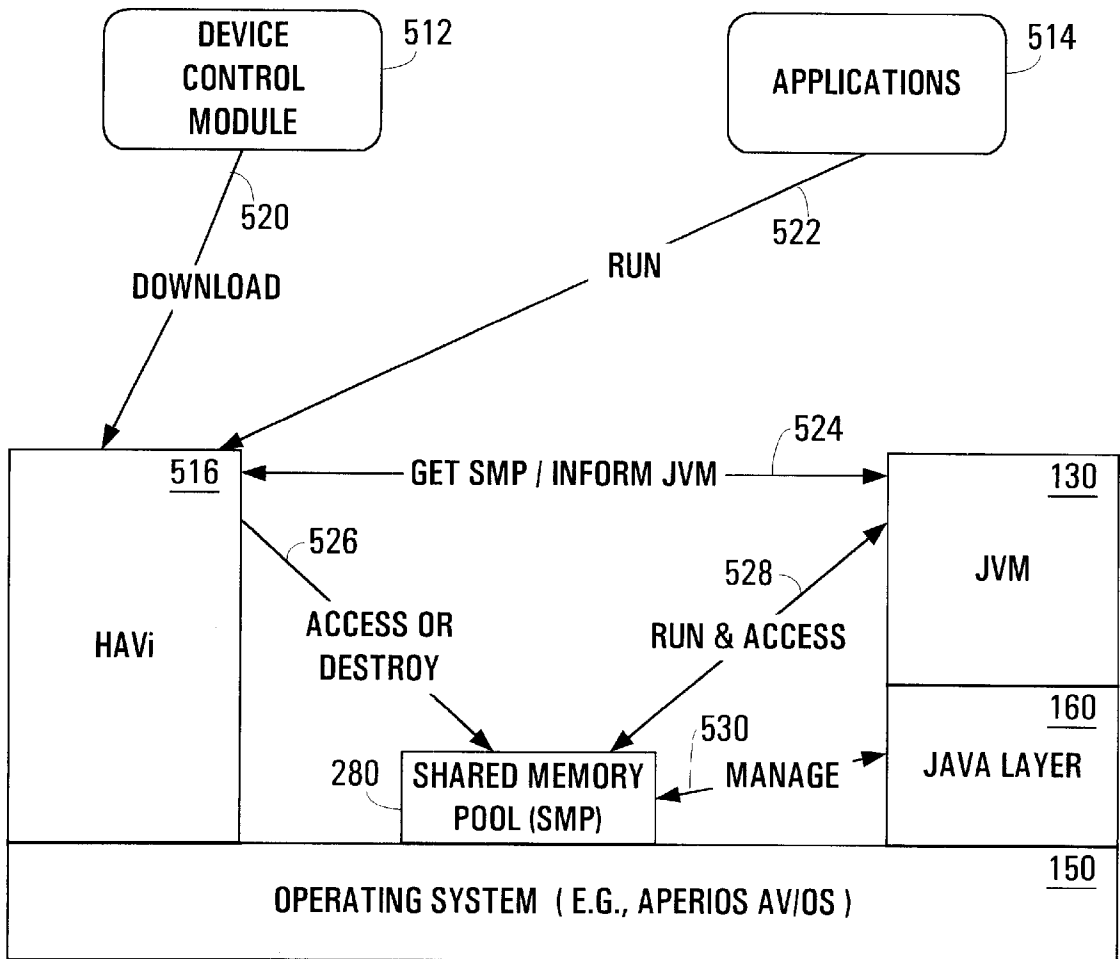 DEVICE
CONTROL
MODULE
512
APPLICATIONS
514
520
522
DOWNLOAD
RUN
516
HAVi
GET SMP / INFORM JVM
524
130
JVM
526
528
ACCESS OR
DESTROY
RUN & ACCESS
160
JAVA LAYER
530
MANAGE
280
SHARED MEMORY
POOL (SMP)
150
OPERATING SYSTEM ( E.G., APERIOS AV/OS )